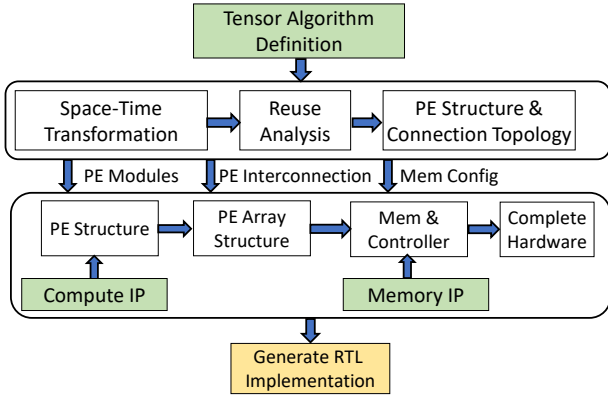 Tensor Algorithm
Definition
Space-Time
Transformation
Reuse
Analysis
PE Structure &
Connection Topology
PE Modules
PE Interconnection
Mem Config
PE Structure
PE Array
Structure
Mem &
Controller
Complete
Hardware
Compute IP
Memory IP
Generate RTL
Implementation